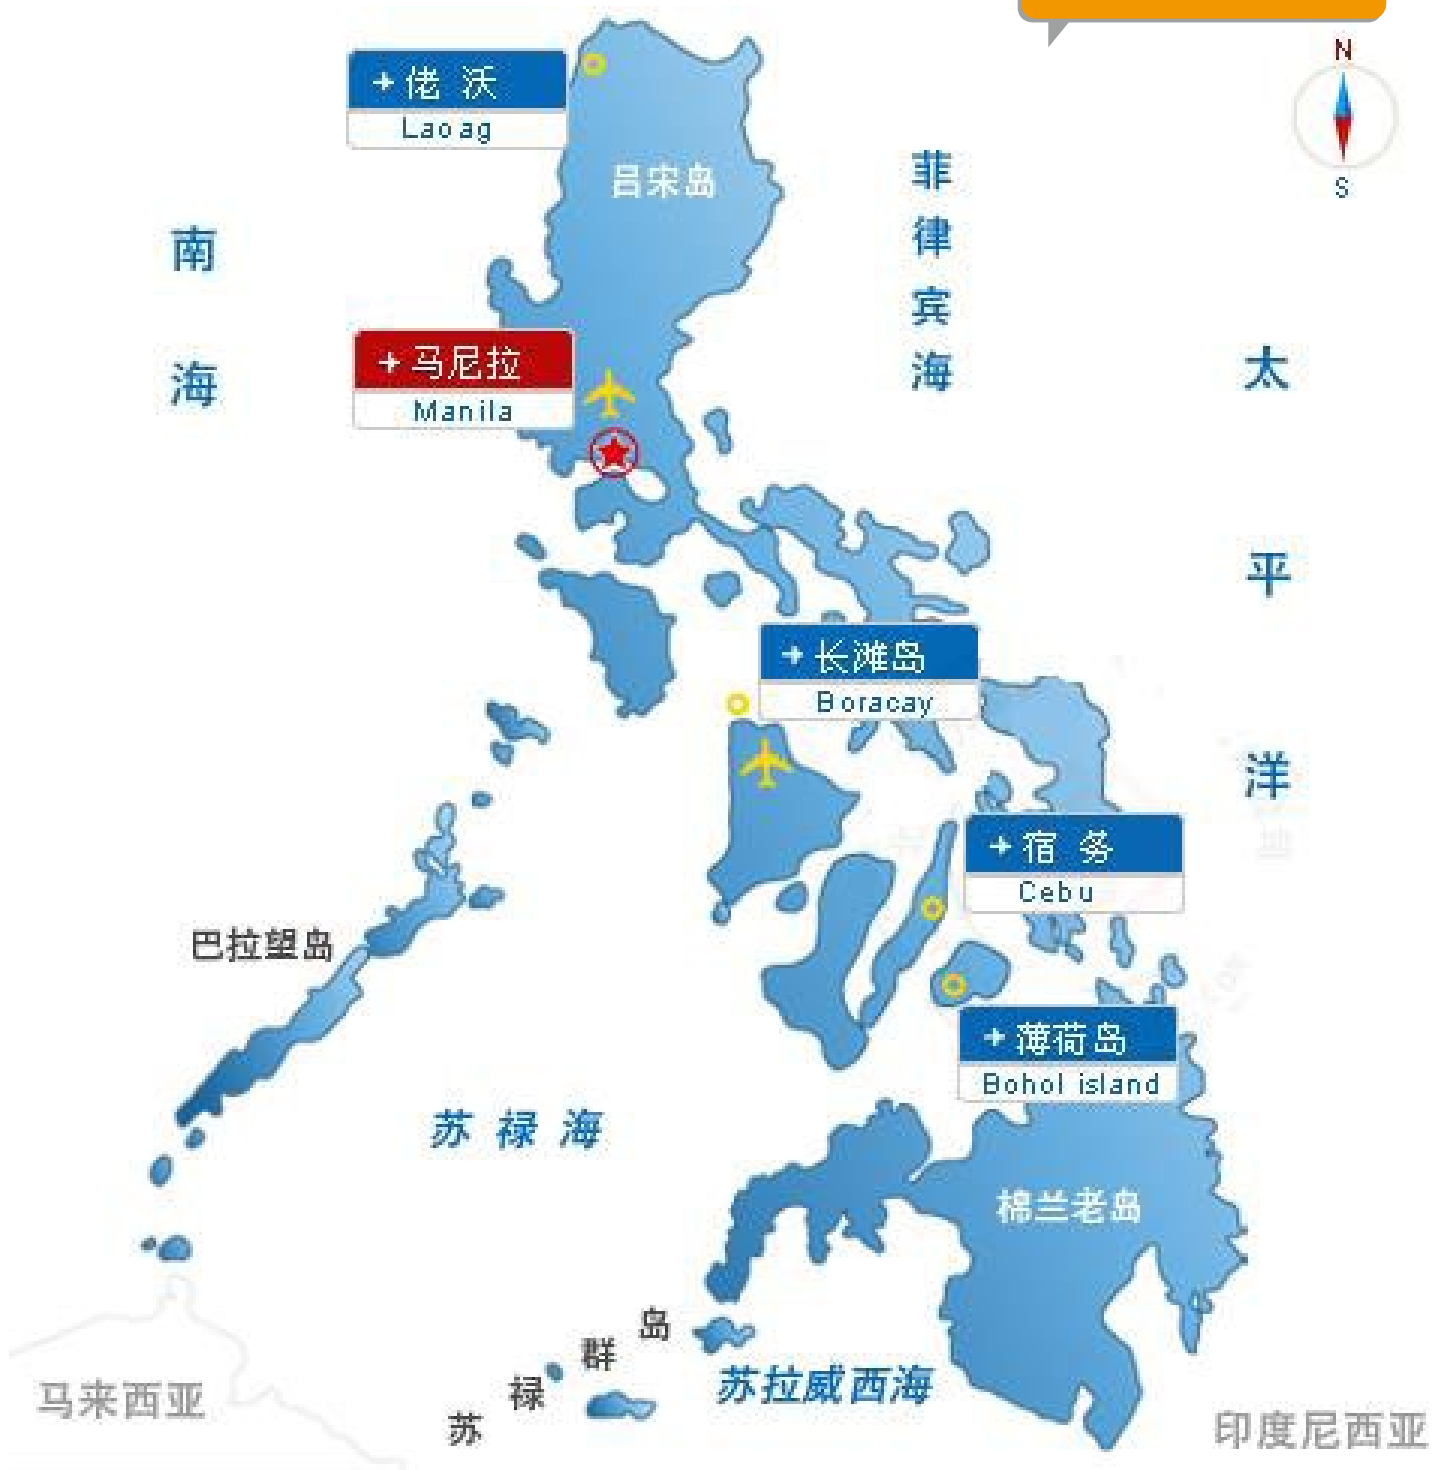 N
S
佬 沃
Laoag
吕宋岛
菲律宾海
南海
马尼拉
Manila
太平洋
长滩岛
Boracay
宿 务
Cebu
巴拉望岛
薄荷岛
Bohol island
苏禄海
棉兰老岛
苏禄群岛
苏拉威西海
马来西亚
印度尼西亚